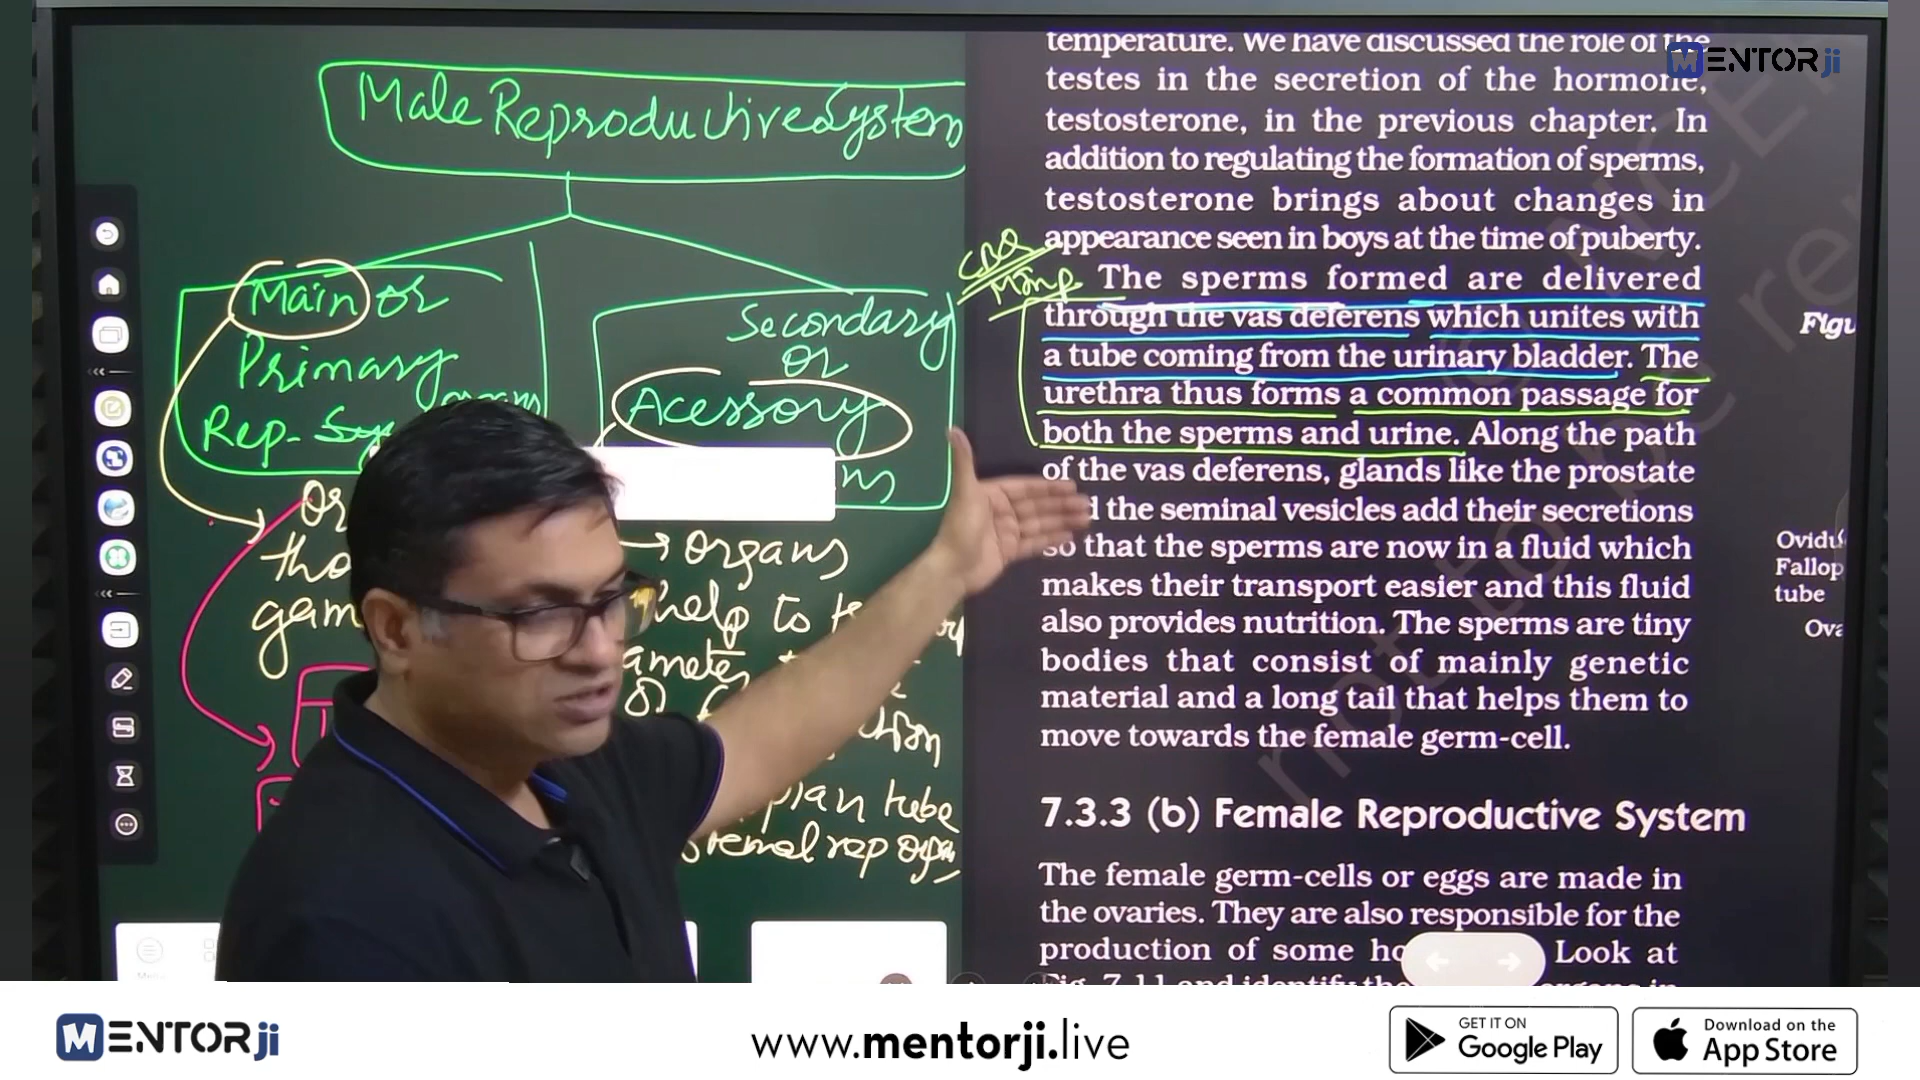 Male Reproductive System
Main or
Primary
organs
Rep-Sys
Secondary
or
Acessory
→ organs
help to
tube
rep organ
temperature. We have discussed the role of the
testes in the secretion of the hormone,
testosterone, in the previous chapter. In
addition to regulating the formation of sperms,
testosterone brings about changes in
appearance seen in boys at the time of puberty.
The sperms formed are delivered
through the vas deferens which unites with
a tube coming from the urinary bladder. The
urethra thus forms a common passage for
both the sperms and urine. Along the path
of the vas deferens, glands like the prostate
the seminal vesicles add their secretions
so that the sperms are now in a fluid which
makes their transport easier and this fluid
also provides nutrition. The sperms are tiny
bodies that consist of mainly genetic
material and a long tail that helps them to
move towards the female germ-cell.
7.3.3 (b) Female Reproductive System
The female germ-cells or eggs are made in
the ovaries. They are also responsible for the
production of some Look at
MENTORji
MENTORji
www.mentorji.live
GET IT ON
Google Play
Download on the
App Store